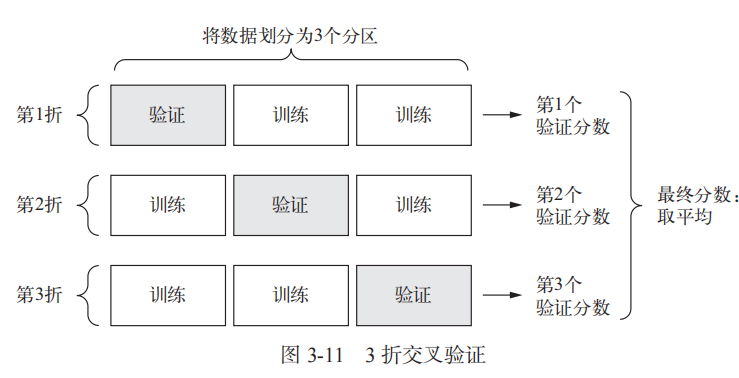 将数据划分为3个分区
第1折
验证
训练
训练
第1个
验证分数
第2折
训练
验证
训练
第2个
验证分数
最终分数：
取平均
第3折
训练
训练
验证
第3个
验证分数
图 3-11 3 折交叉验证